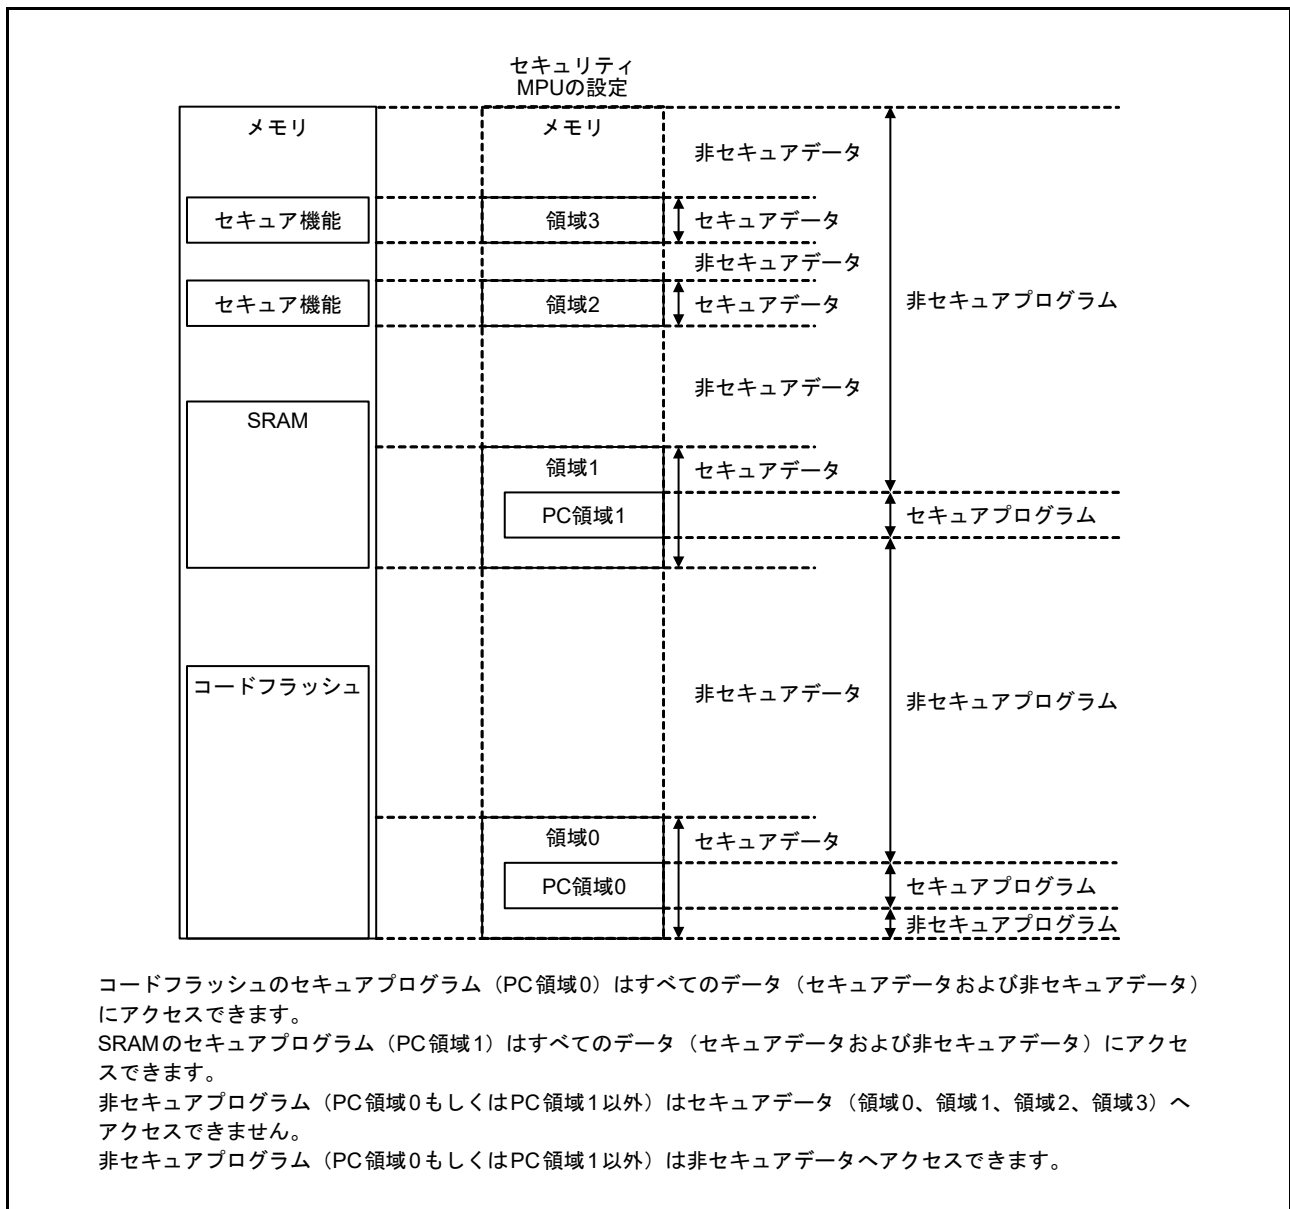 セキュリティ
MPUの設定
メモリ
メモリ
非セキュアデータ
セキュア機能
領域3
セキュアデータ
非セキュアデータ
セキュア機能
領域2
セキュアデータ
非セキュアプログラム
非セキュアデータ
SRAM
領域1
セキュアデータ
PC領域1
セキュアプログラム
コードフラッシュ
非セキュアデータ
非セキュアプログラム
領域0
セキュアデータ
PC領域0
セキュアプログラム
非セキュアプログラム
コードフラッシュのセキュアプログラム（PC領域0）はすべてのデータ（セキュアデータおよび非セキュアデータ）
にアクセスできます。
SRAMのセキュアプログラム（PC領域1）はすべてのデータ（セキュアデータおよび非セキュアデータ）にアクセ
スできます。
非セキュアプログラム（PC領域0もしくはPC領域1以外）はセキュアデータ（領域0、領域1、領域2、領域3）へ
アクセスできません。
非セキュアプログラム（PC領域0もしくはPC領域1以外）は非セキュアデータへアクセスできます。